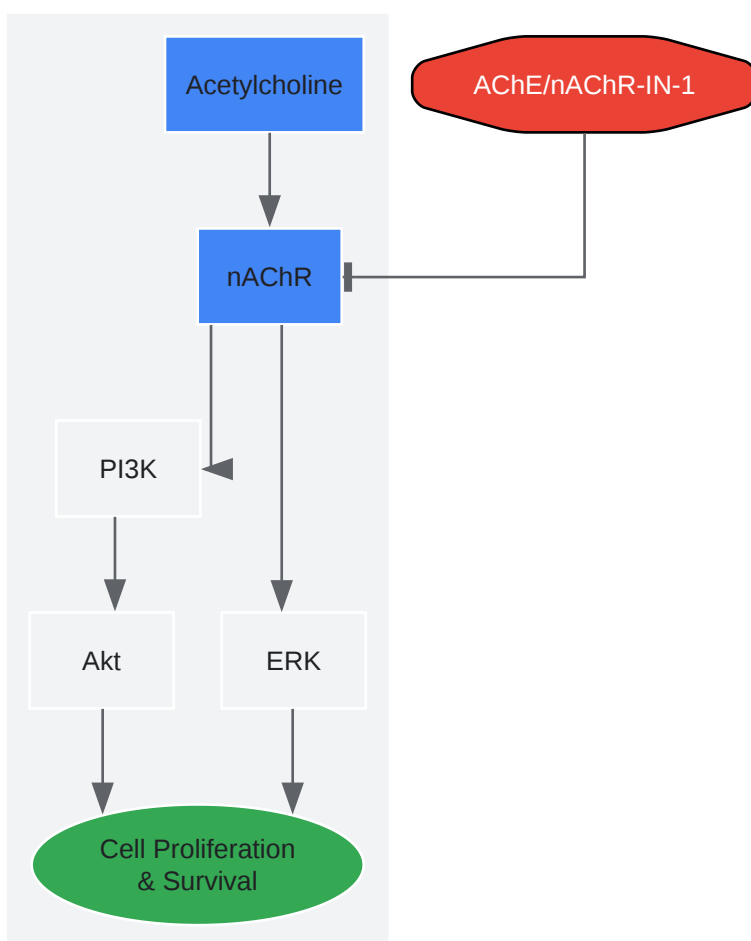 Acetylcholine
AChE/nAChR-IN-1
nAChR
PI3K
Akt
ERK
Cell Proliferation
& Survival